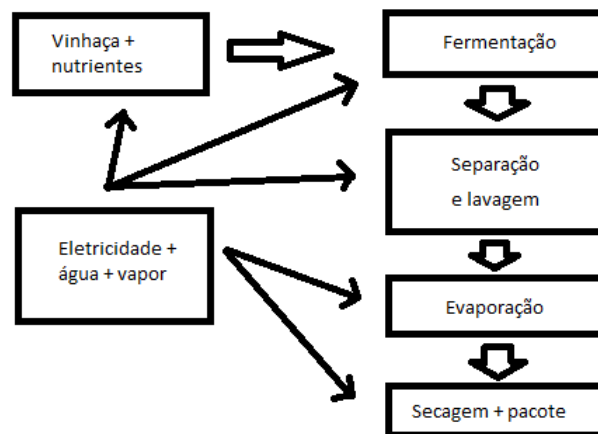 Vinhaça +
nutrientes
Fermentação
Separação
e lavagem
Eletricidade +
água + vapor
Evaporação
Secagem + pacote